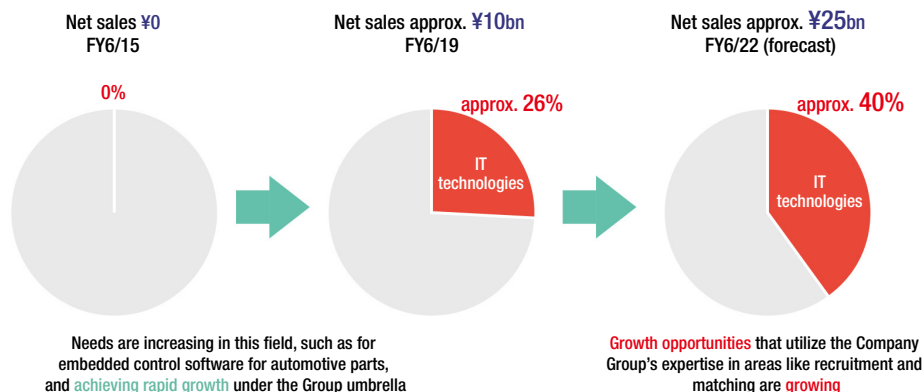 Net sales ¥0
FY6/15
Net sales approx. ¥10bn
FY6/19
Net sales approx. ¥25bn
FY6/22 (forecast)
0%
approx. 26%
approx. 40%
IT
technologies
IT
technologies
Needs are increasing in this field, such as for
embedded control software for automotive parts,
and achieving rapid growth under the Group umbrella
Growth opportunities that utilize the Company
Group's expertise in areas like recruitment and
matching are growing